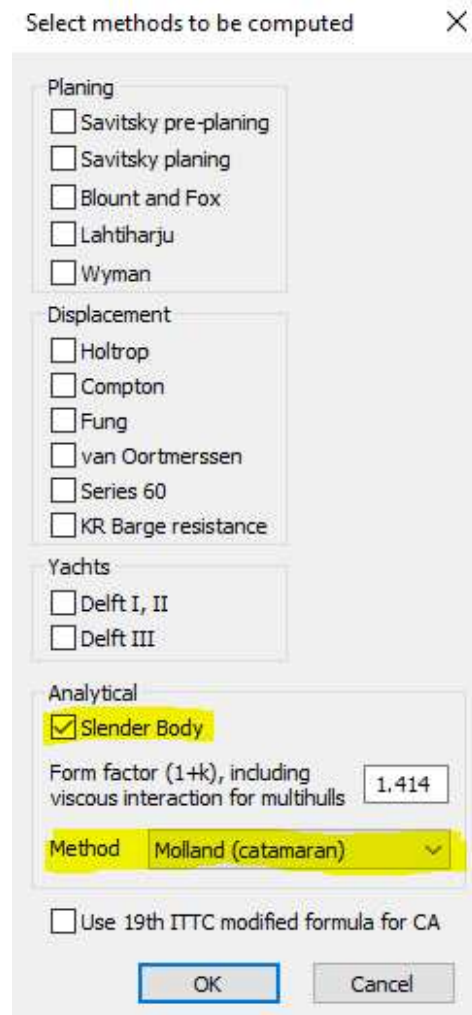 Select methods to be computed
Planing
Savitsky pre-planing
Savitsky planing
Blount and Fox
Lahtiharju
Wyman
Displacement
Holtrop
Compton
Fung
van Oortmerssen
Series 60
KR Barge resistance
Yachts
Delft I, II
Delft III
Analytical
Slender Body
Form factor (1+k), including
viscous interaction for multihulls 1.414
Method Molland (catamaran)
Use 19th ITTC modified formula for CA
OK Cancel